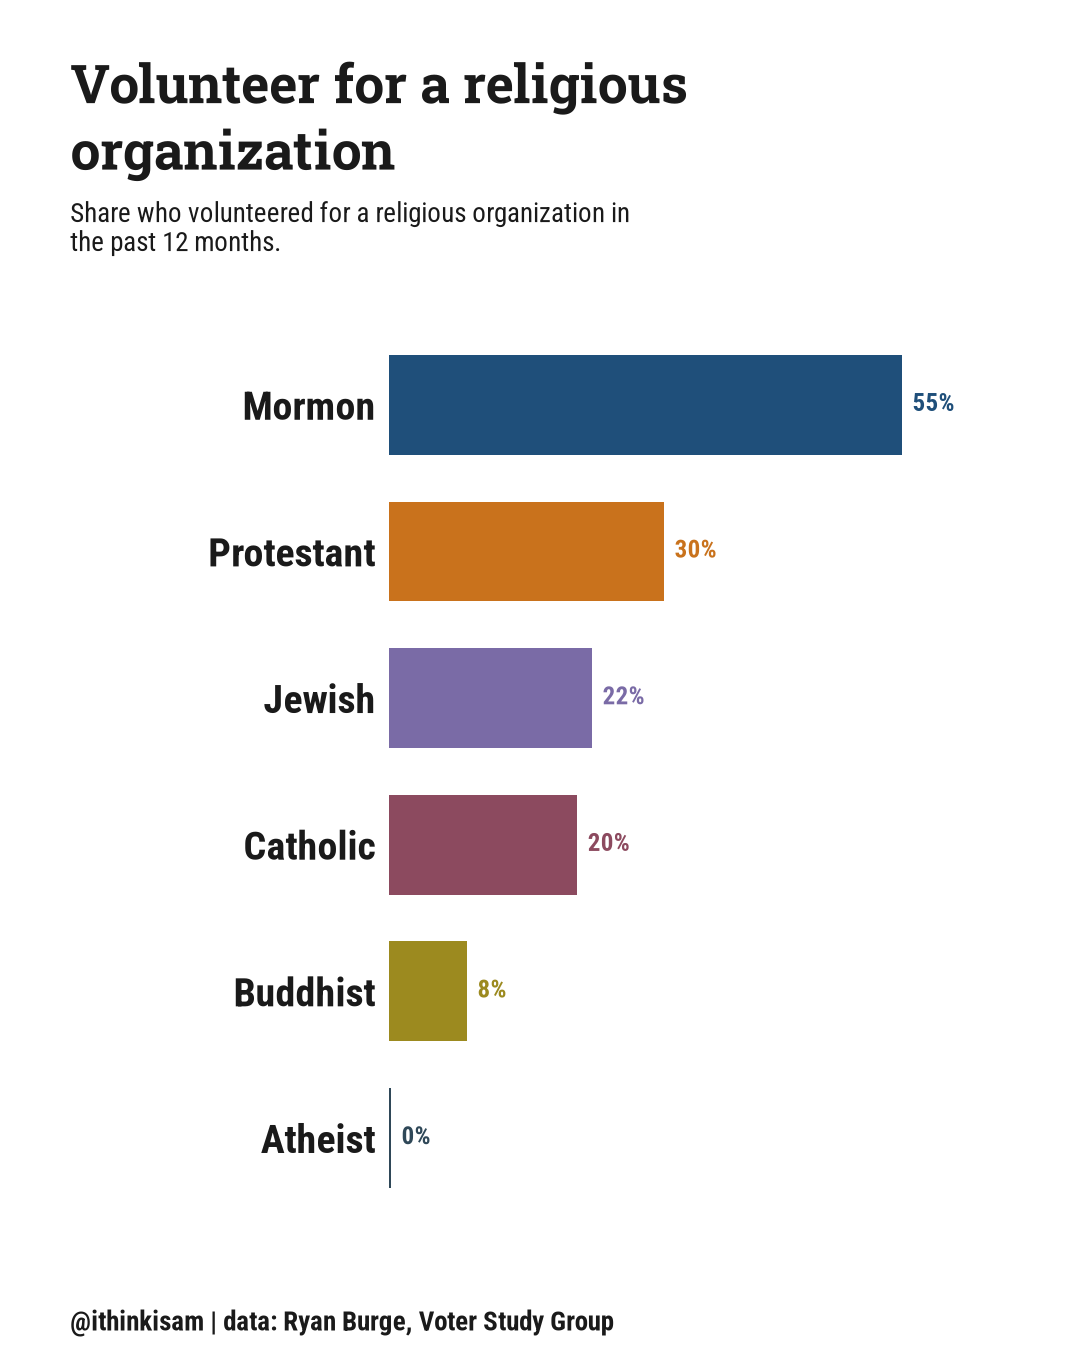 Volunteer for a religious
organization
Share who volunteered for a religious organization in
the past 12 months.
Mormon 55%
Protestant 30%
Jewish 22%
Catholic 20%
Buddhist 8%
Atheist 0%
@ithinkisam | data: Ryan Burge, Voter Study Group